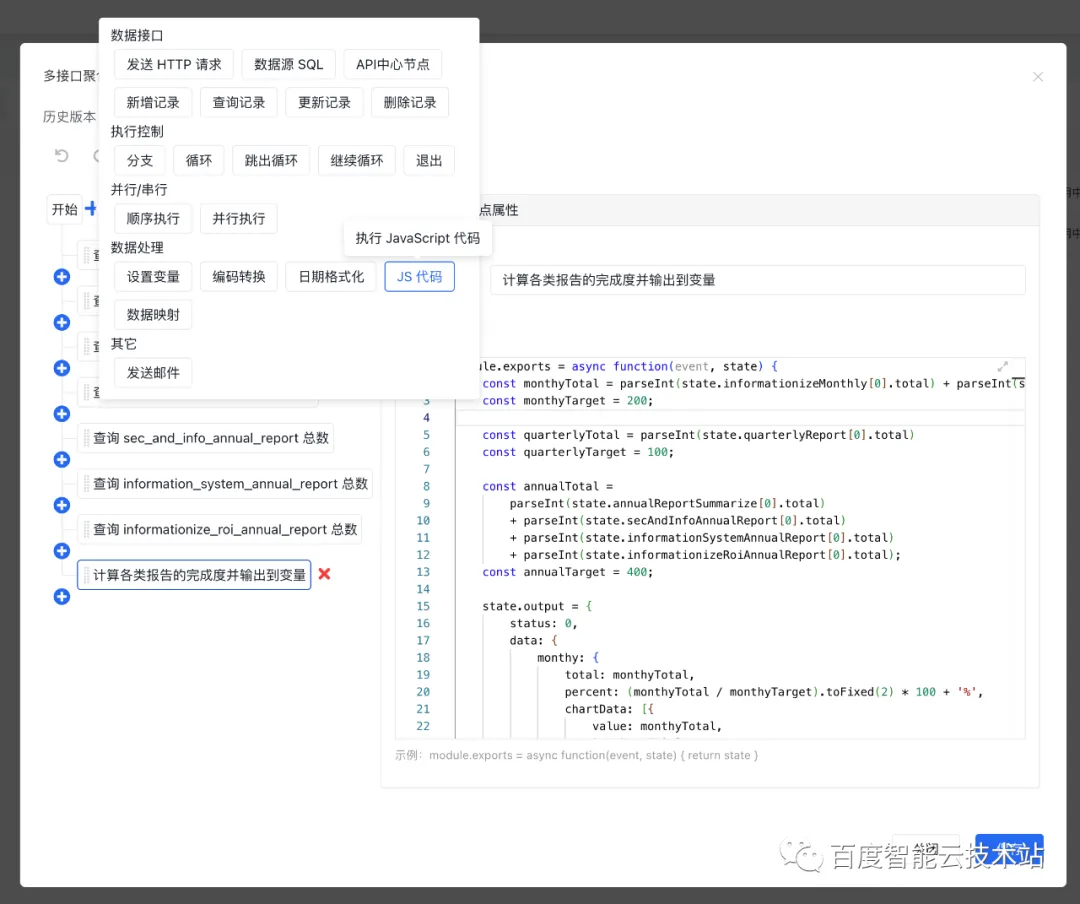 数据接口
发送 HTTP 请求 数据源 SQL API中心节点
新增记录 查询记录 更新记录 删除记录
执行控制
分支 循环 跳出循环 继续循环 退出
并行/串行
顺序执行 并行执行
数据处理
执行 JavaScript 代码
设置变量 编码转换 日期格式化 JS 代码
数据映射
其它
发送邮件
多接口聚
历史版本
开始
点属性
计算各类报告的完成度并输出到变量
查询 sec_and_info_annual_report 总数
查询 information_system_annual_report 总数
查询 informationize_roi_annual_report 总数
计算各类报告的完成度并输出到变量
ule.exports = async function(event, state) {
const monthyTotal = parseInt(state.informationizeMonthly[0].total) + parseInt(s
3 const monthyTarget = 200;
4
5 const quarterlyTotal = parseInt(state.quarterlyReport[0].total)
6 const quarterlyTarget = 100;
7
8 const annualTotal =
9 parseInt(state.annualReportSummarize[0].total)
10 + parseInt(state.secAndInfoAnnualReport[0].total)
11 + parseInt(state.informationSystemAnnualReport[0].total)
12 + parseInt(state.informationizeRoiAnnualReport[0].total);
13 const annualTarget = 400;
14
15 state.output = {
16 status: 0,
17 data: {
18 monthy: {
19 total: monthyTotal,
20 percent: (monthyTotal / monthyTarget).toFixed(2) * 100 + '%',
21 chartData: [{
22 value: monthyTotal,
示例: module.exports = async function(event, state) { return state }
关闭
百度智能云技术站